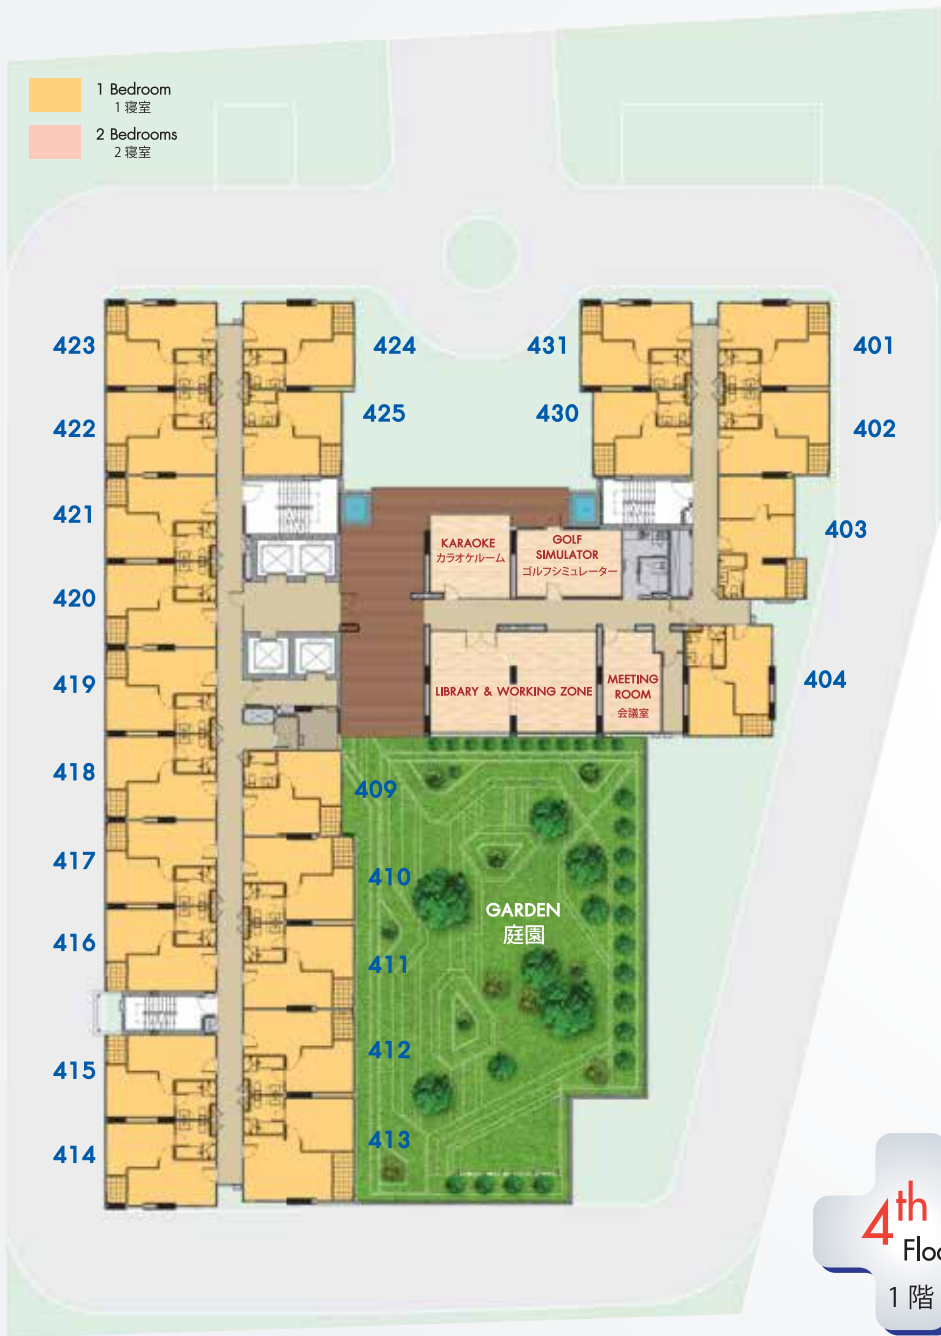 1 Bedroom
1 寝室
2 Bedrooms
2 寝室
423
424
431
401
422
425
430
402
421
403
KARAOKE
カラオケルーム
GOLF
SIMULATOR
ゴルフシミュレーター
420
419
LIBRARY & WORKING ZONE
MEETING
ROOM
会議室
404
418
409
417
410
416
GARDEN
庭園
411
415
412
414
413
4th
Floo
1 階